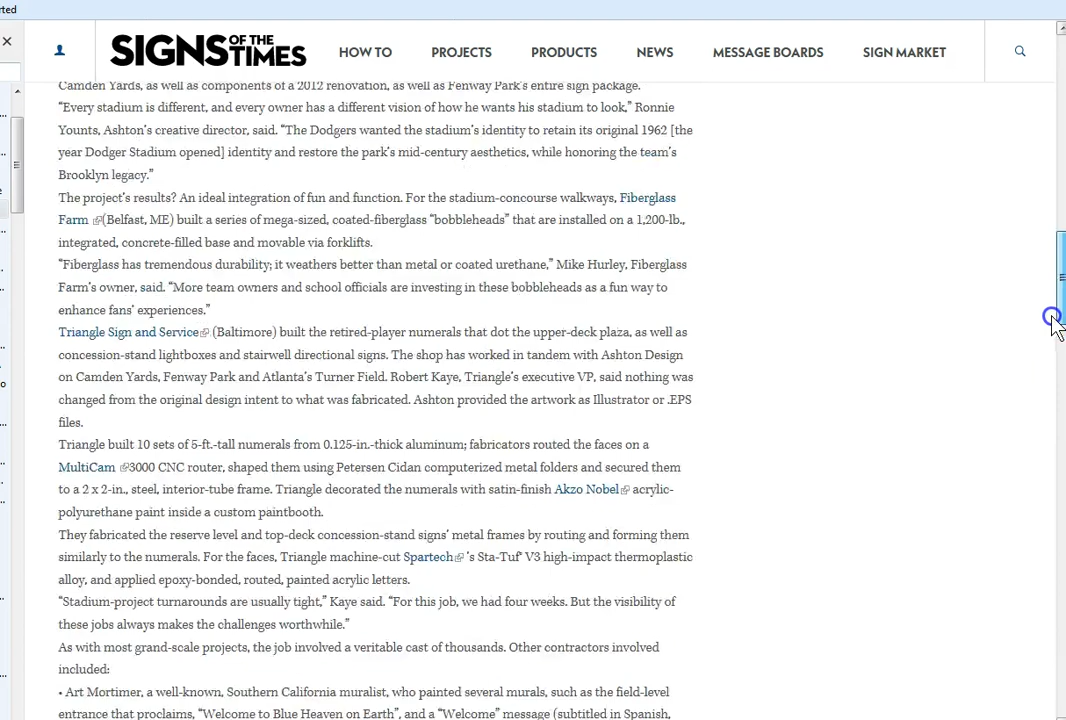 rted
SIGNS OF THE TIMES
HOW TO PROJECTS PRODUCTS NEWS MESSAGE BOARDS SIGN MARKET
Camden Yards, as well as components of a 2012 renovation, as well as Fenway Park's entire sign package.
“Every stadium is different, and every owner has a different vision of how he wants his stadium to look,” Ronnie
Younts, Ashton's creative director, said. “The Dodgers wanted the stadium's identity to retain its original 1962 [the
year Dodger Stadium opened] identity and restore the park's mid-century aesthetics, while honoring the team's
Brooklyn legacy.”
The project's results? An ideal integration of fun and function. For the stadium-concourse walkways, Fiberglass
Farm (Belfast, ME) built a series of mega-sized, coated-fiberglass “bobbleheads” that are installed on a 1,200-lb.,
integrated, concrete-filled base and movable via forklifts.
“Fiberglass has tremendous durability; it weathers better than metal or coated urethane,” Mike Hurley, Fiberglass
Farm's owner, said. “More team owners and school officials are investing in these bobbleheads as a fun way to
enhance fans' experiences.”
Triangle Sign and Service (Baltimore) built the retired-player numerals that dot the upper-deck plaza, as well as
concession-stand lightboxes and stairwell directional signs. The shop has worked in tandem with Ashton Design
on Camden Yards, Fenway Park and Atlanta's Turner Field. Robert Kaye, Triangle's executive VP, said nothing was
changed from the original design intent to what was fabricated. Ashton provided the artwork as Illustrator or .EPS
files.
Triangle built 10 sets of 5-ft.-tall numerals from 0.125-in.-thick aluminum; fabricators routed the faces on a
MultiCam 3000 CNC router, shaped them using Petersen Cidan computerized metal folders and secured them
to a 2 x 2-in., steel, interior-tube frame. Triangle decorated the numerals with satin-finish Akzo Nobel acrylic-
polyurethane paint inside a custom paintbooth.
They fabricated the reserve level and top-deck concession-stand signs' metal frames by routing and forming them
similarly to the numerals. For the faces, Triangle machine-cut Spartech 's Sta-Tuf® V3 high-impact thermoplastic
alloy, and applied epoxy-bonded, routed, painted acrylic letters.
“Stadium-project turnarounds are usually tight,” Kaye said. “For this job, we had four weeks. But the visibility of
these jobs always makes the challenges worthwhile.”
As with most grand-scale projects, the job involved a veritable cast of thousands. Other contractors involved
included:
• Art Mortimer, a well-known, Southern California muralist, who painted several murals, such as the field-level
entrance that proclaims, “Welcome to Blue Heaven on Earth”, and a “Welcome” message (subtitled in Spanish,